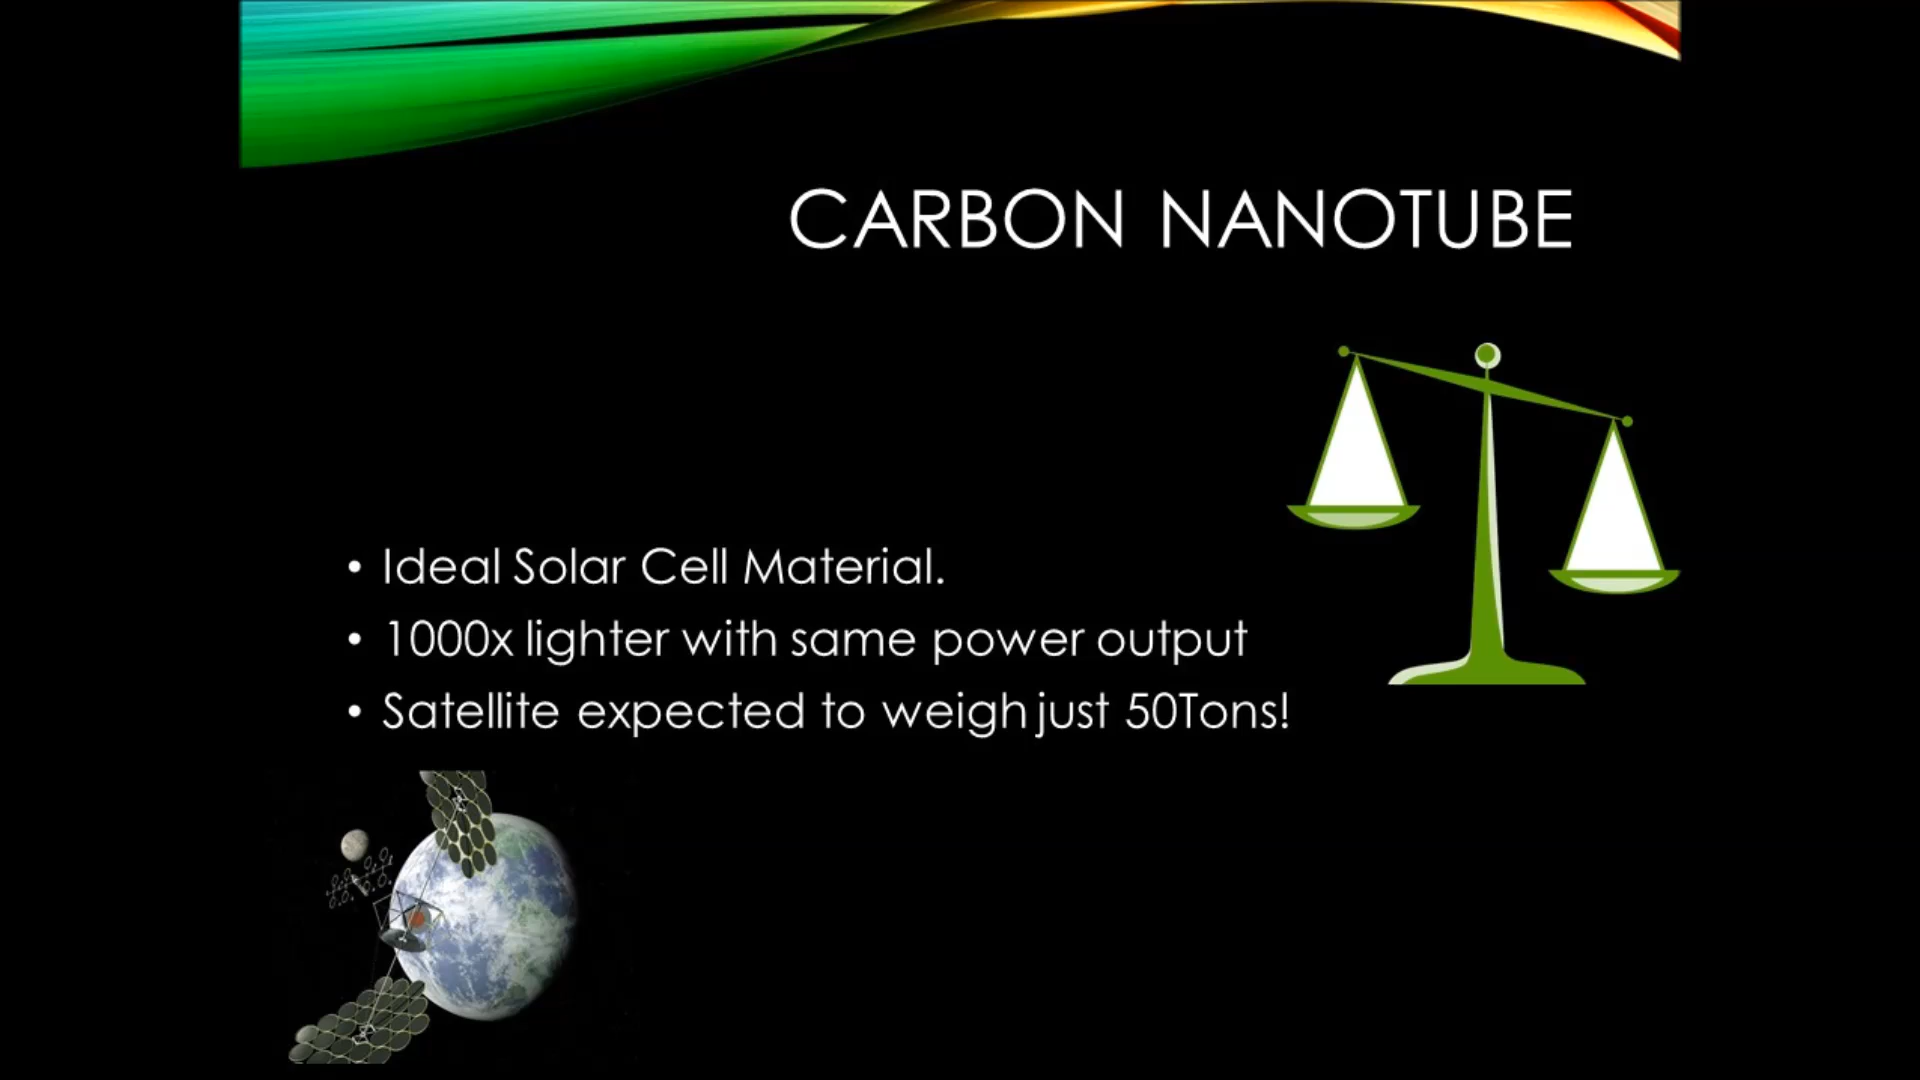 CARBON NANOTUBE
• Ideal Solar Cell Material.
• 1000x lighter with same power output
• Satellite expected to weigh just 50Tons!